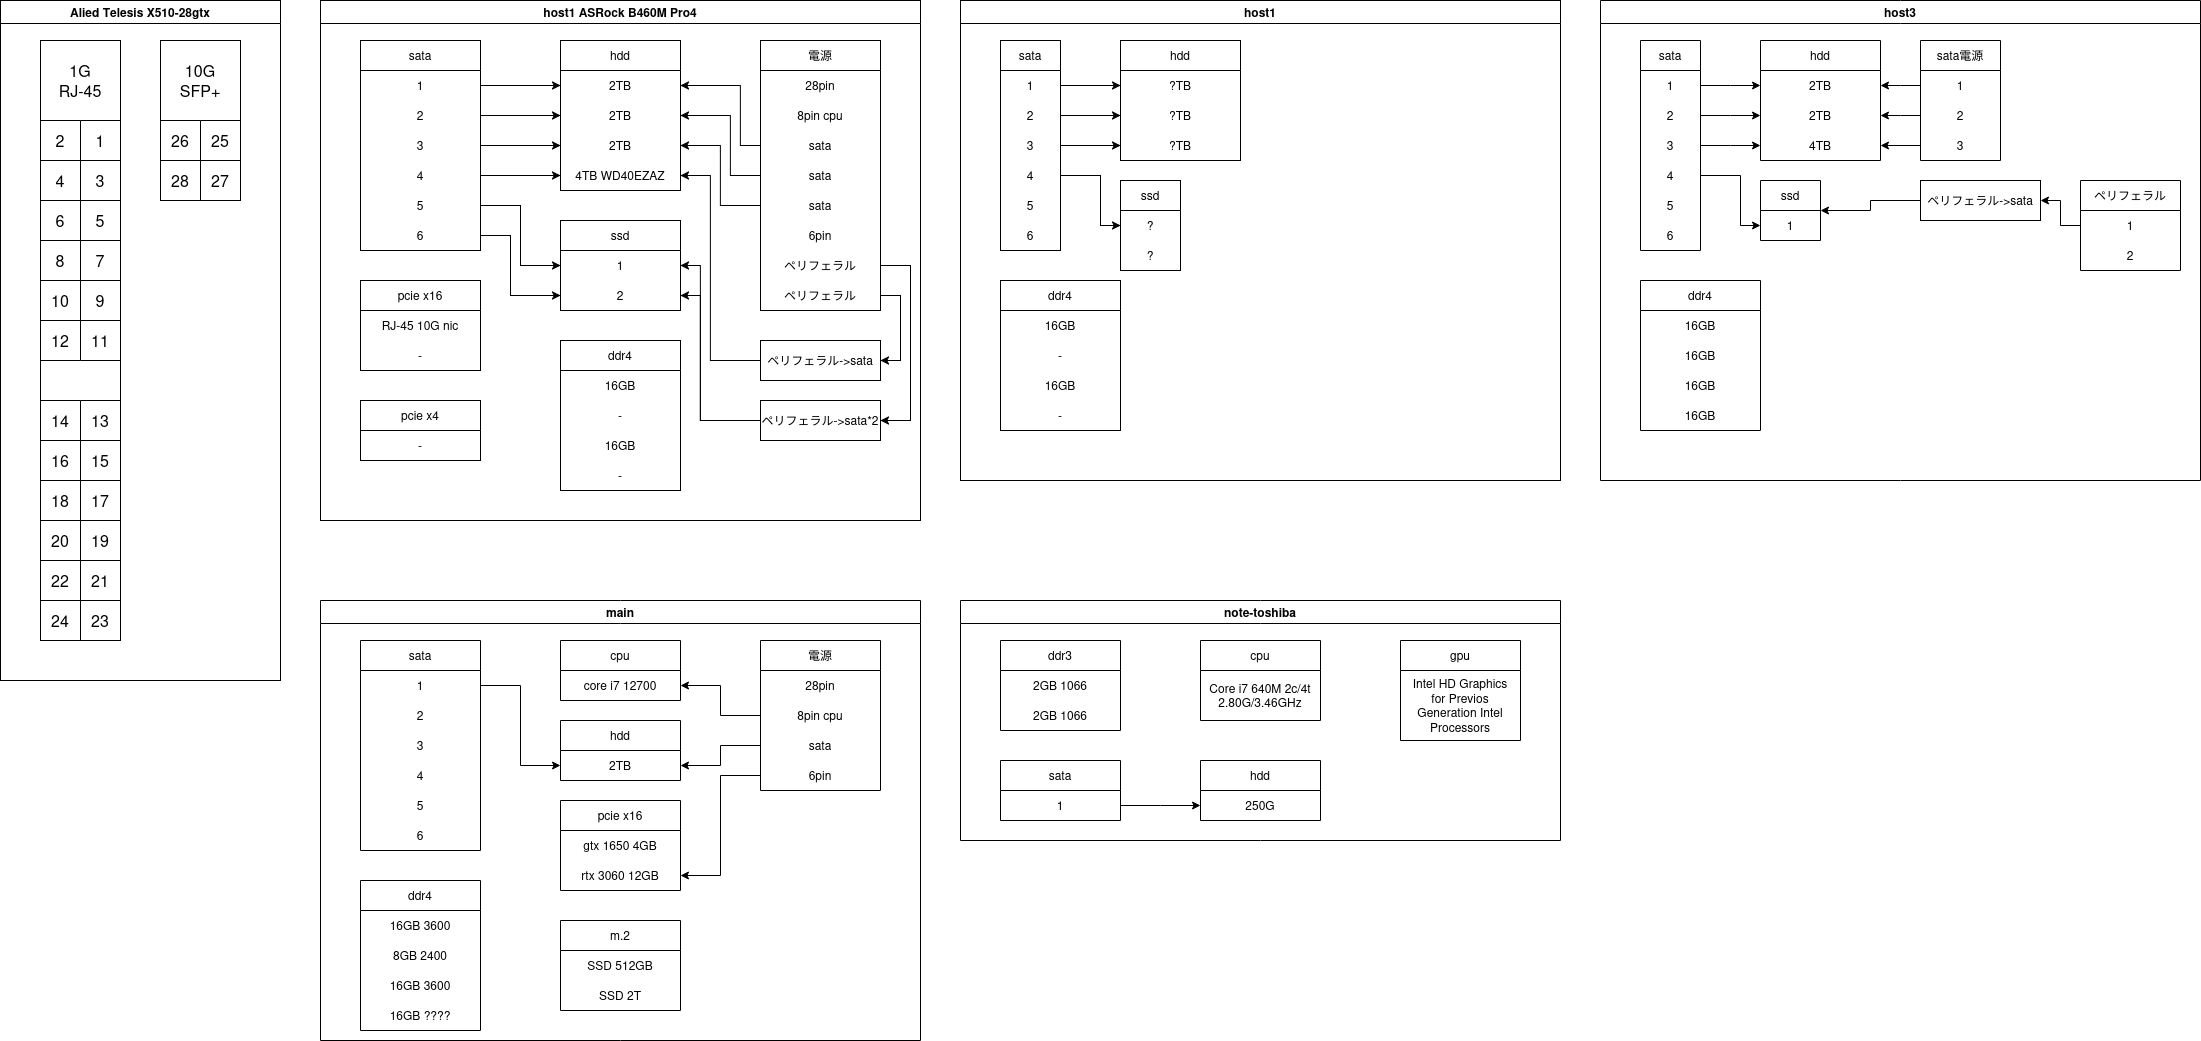 Alied Telesis X510-28gtx
1G
RJ-45
10G
SFP+
2 1
4 3
6 5
8 7
10 9
12 11
14 13
16 15
18 17
20 19
22 21
24 23
26 25
28 27
host1 ASRock B460M Pro4
sata
1
2
3
4
5
6
hdd
2TB
2TB
2TB
4TB WD40EZAZ
電源
28pin
8pin cpu
sata
sata
sata
6pin
ペリフェラル
ペリフェラル
ssd
1
2
pcie x16
RJ-45 10G nic
-
pcie x4
-
ddr4
16GB
-
16GB
-
ペリフェラル->sata
ペリフェラル->sata*2
host1
sata
1
2
3
4
5
6
hdd
?TB
?TB
?TB
ssd
?
?
ddr4
16GB
-
16GB
-
host3
sata
1
2
3
4
5
6
hdd
2TB
2TB
4TB
sata電源
1
2
3
ssd
1
ペリフェラル->sata
ペリフェラル
1
2
ddr4
16GB
16GB
16GB
16GB
main
sata
1
2
3
4
5
6
cpu
core i7 12700
電源
28pin
8pin cpu
sata
6pin
hdd
2TB
pcie x16
gtx 1650 4GB
rtx 3060 12GB
ddr4
16GB 3600
8GB 2400
16GB 3600
16GB ????
m.2
SSD 512GB
SSD 2T
note-toshiba
ddr3
2GB 1066
2GB 1066
cpu
Core i7 640M 2c/4t
2.80G/3.46GHz
gpu
Intel HD Graphics
for Previos
Generation Intel
Processors
sata
1
hdd
250G